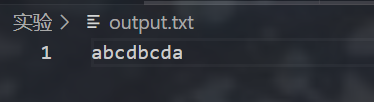 实验 > output.txt
1 abcdbcda